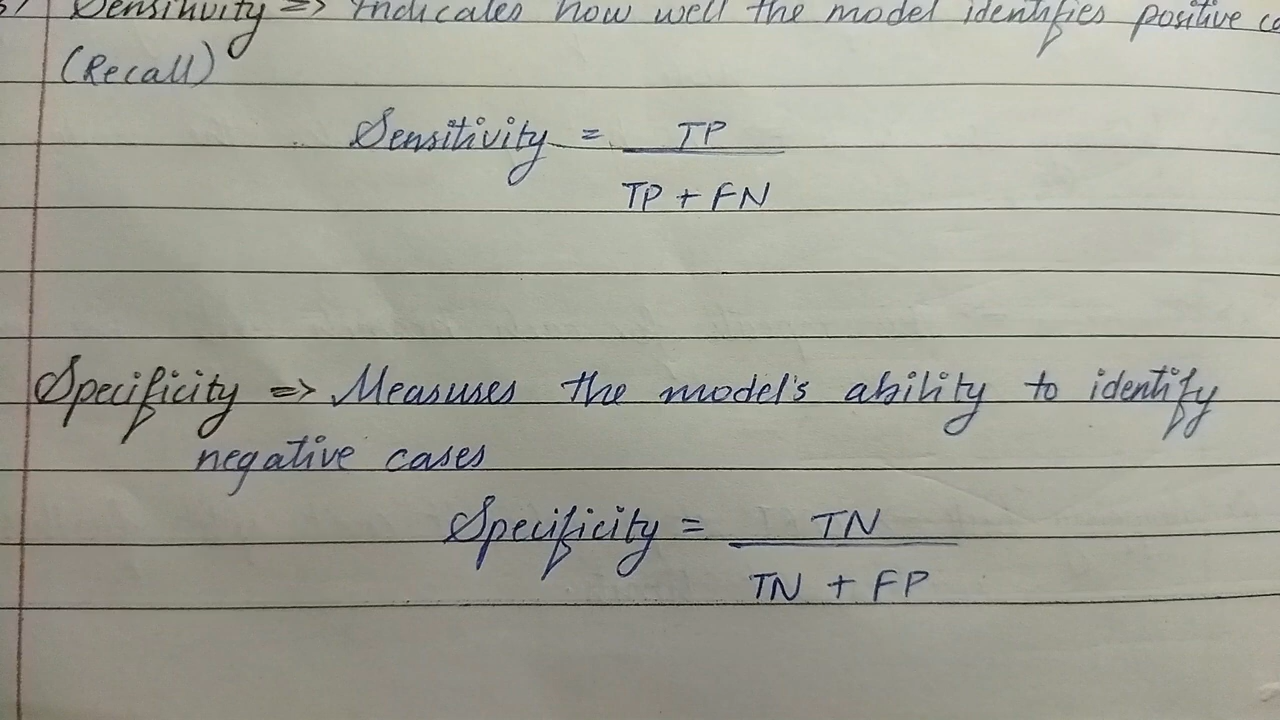 Sensitivity => Indicates how well the model identifies positive
(Recall)
Sensitivity = TP
TP + FN
Specificity => Measures the model's ability to identify
negative cases
Specificity = TN
TN + FP